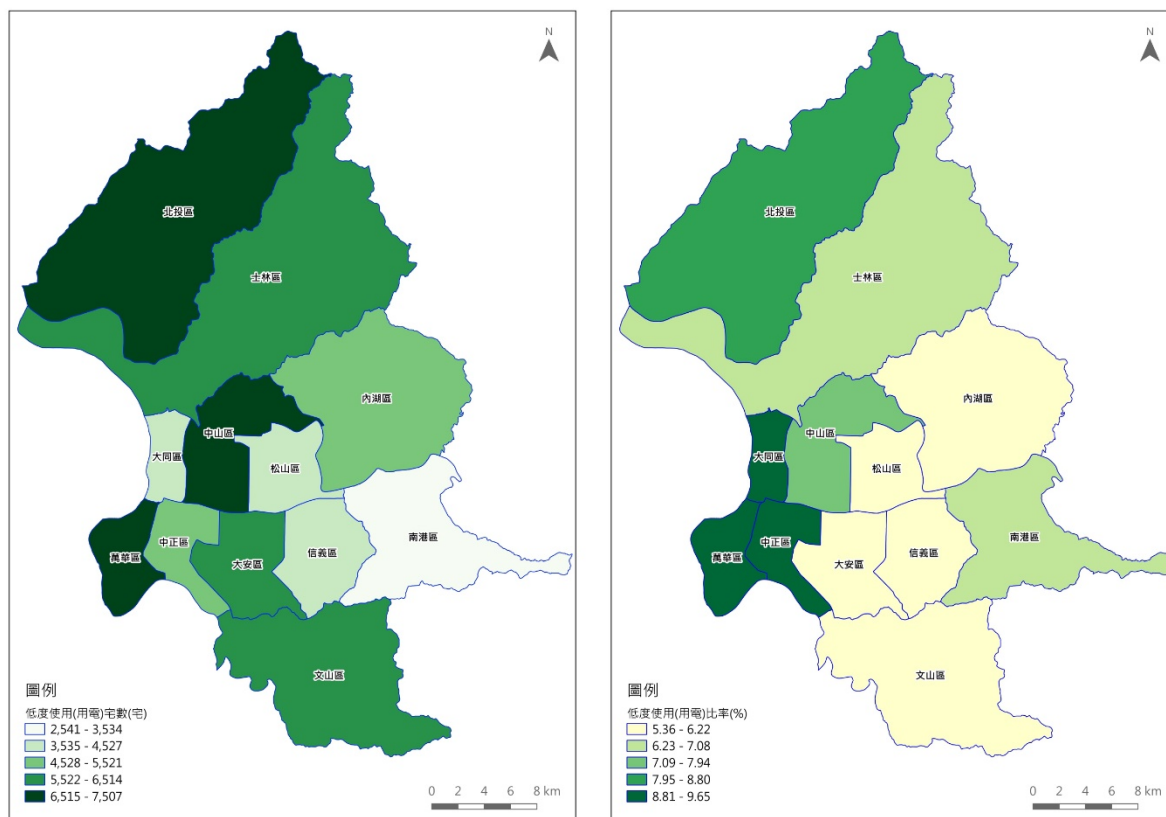 N
北投區
士林區
內湖區
中山區
大同區
松山區
南港區
萬華區
中正區
大安區
信義區
文山區
圖例
低度使用(用電)宅數(宅)
2,541 - 3,534
3,535 - 4,527
4,528 - 5,521
5,522 - 6,514
6,515 - 7,507
0 2 4 6 8 km
N
北投區
士林區
內湖區
中山區
大同區
松山區
南港區
萬華區
中正區
大安區
信義區
文山區
圖例
低度使用(用電)比率(%)
5.36 - 6.22
6.23 - 7.08
7.09 - 7.94
7.95 - 8.80
8.81 - 9.65
0 2 4 6 8 km